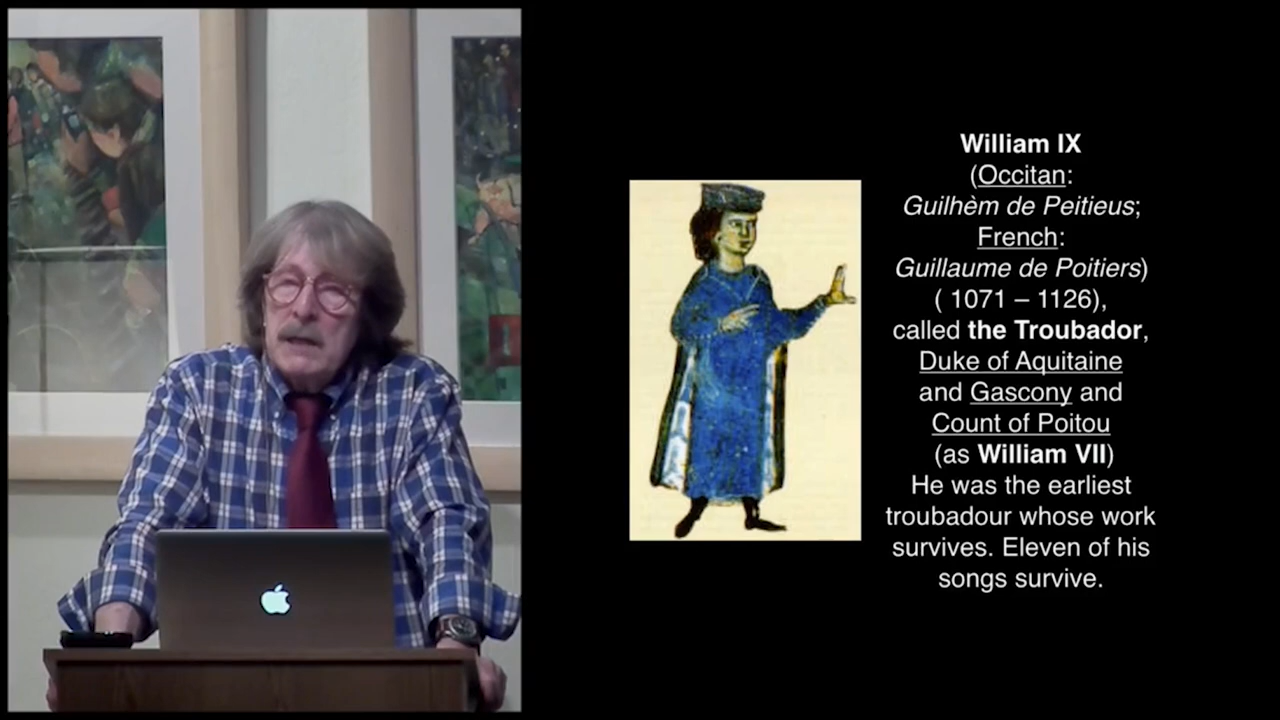 William IX
(Occitan:
Guilhèm de Peitieus;
French:
Guillaume de Poitiers)
( 1071 – 1126),
called the Troubador,
Duke of Aquitaine
and Gascony and
Count of Poitou
(as William VII)
He was the earliest
troubadour whose work
survives. Eleven of his
songs survive.